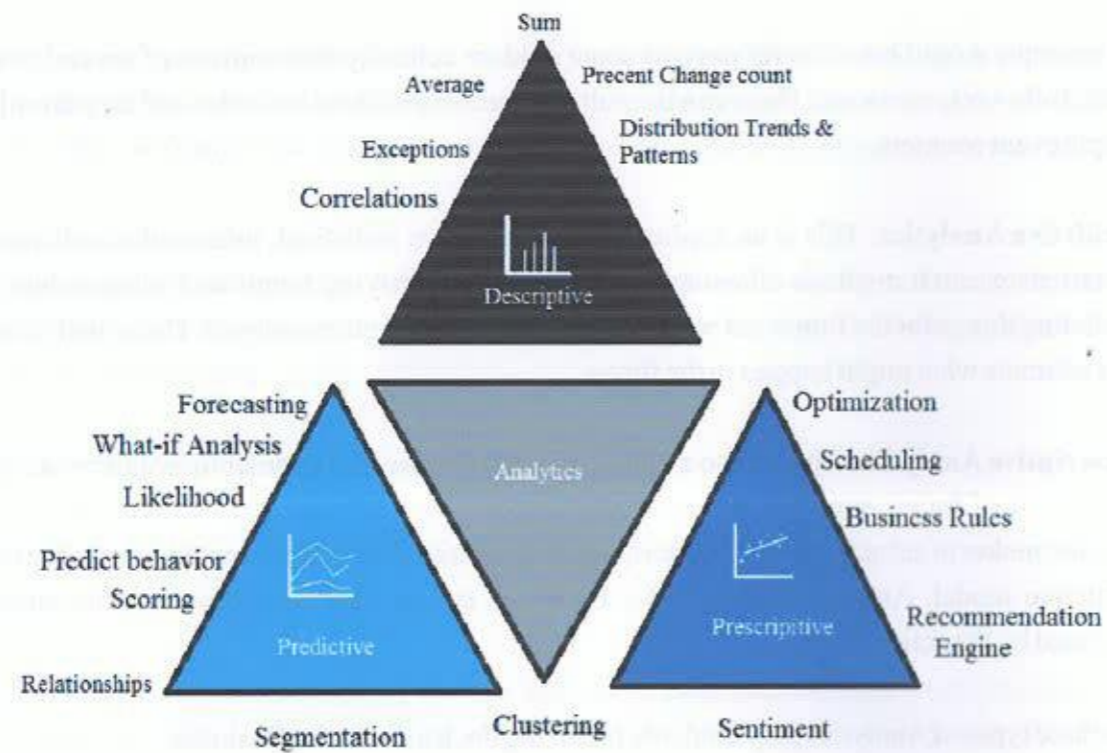 Sum
Average
Precent Change count
Exceptions
Distribution Trends &
Patterns
Correlations
Descriptive
Forecasting
What-if Analysis
Likelihood
Predict behavior
Scoring
Predictive
Relationships
Segmentation
Analytics
Clustering
Optimization
Scheduling
Business Rules
Prescripitive
Recommendation
Engine
Sentiment